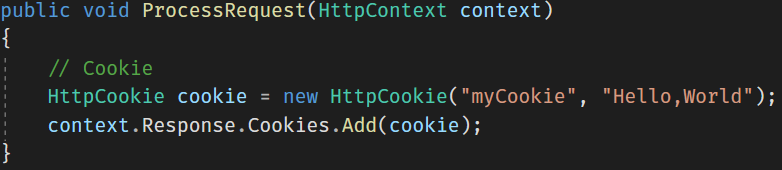 public void ProcessRequest(HttpContext context)
{
// Cookie
HttpCookie cookie = new HttpCookie("myCookie", "Hello,World");
context.Response.Cookies.Add(cookie);
}